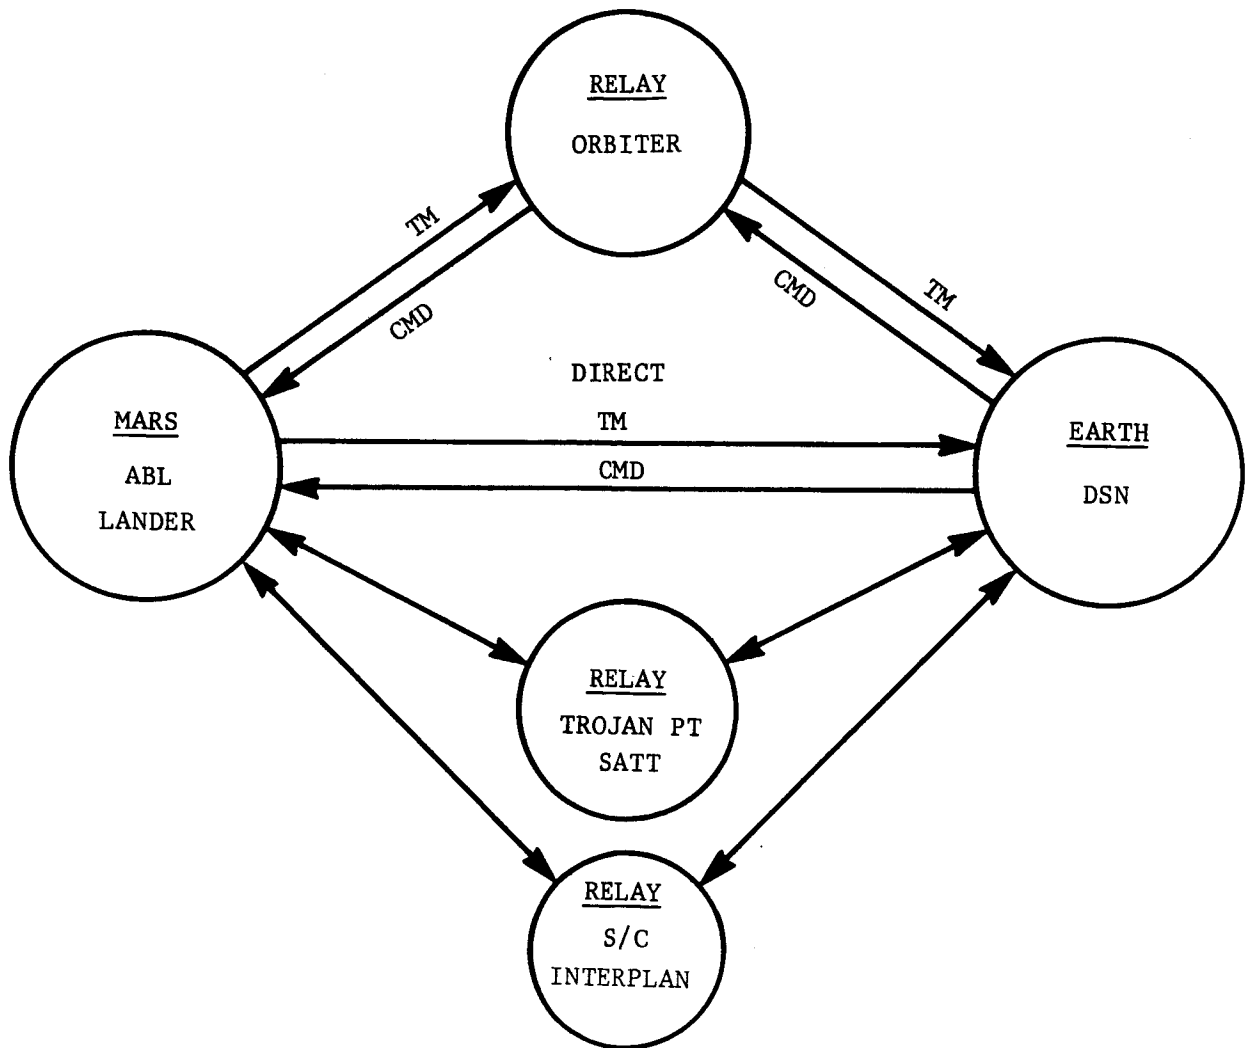 RELAY
ORBITER
TM
CMD
CMD
TM
DIRECT
TM
CMD
MARS
ABL
LANDER
EARTH
DSN
RELAY
TROJAN PT
SATT
RELAY
S/C
INTERPLAN